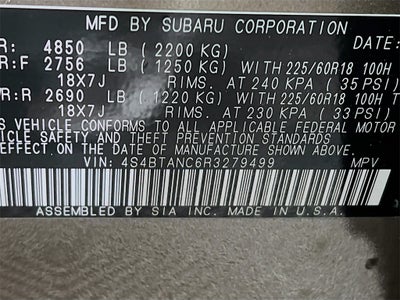 MFD BY SUBARU CORPORATION
R: 4850 LB (2200 KG) DATE:
R:F 2756 LB (1250 KG) WITH 225/60R18 100H
18X7J RIMS. AT 240 KPA (35 PSI)
R:R 2690 LB (1220 KG) WITH 225/60R18 100H T
18X7J RIMS. AT 230 KPA (33 PSI)
S VEHICLE CONFORMS TO ALL APPLICABLE FEDERAL MOTOR
VEHICLE SAFETY AND THEFT PREVENTION STANDARDS
EFFECT ON THE DATE OF MANUFACTURE SHOWN ABOVE.
VIN: 4S4BTANC6R3279499 MPV
ASSEMBLED BY SIA INC. MADE IN U.S.A.